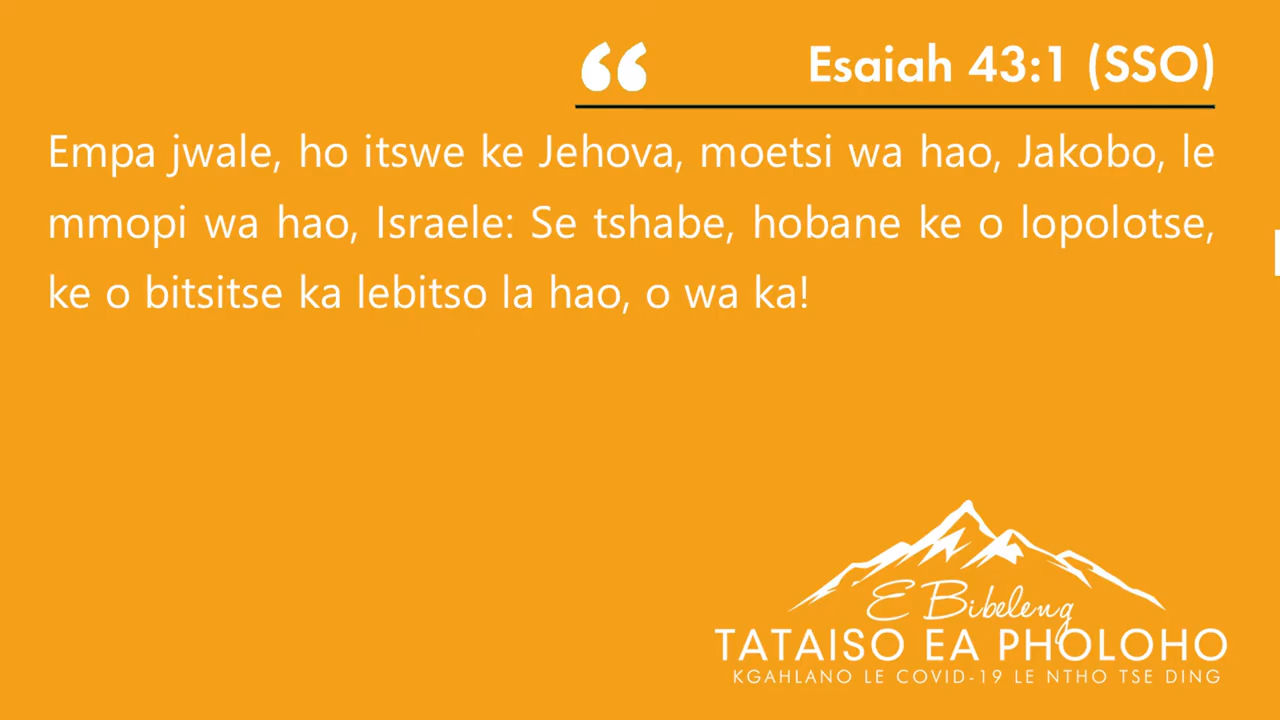 “
Esaiah 43:1 (SSO)
Empa jwale, ho itswe ke Jehova, moetsi wa hao, Jakobo, le
mmopi wa hao, Israele: Se tshabe, hobane ke o lopolotse,
ke o bitsitse ka lebitso la hao, o wa ka!
E Bibeleng
TATAISO EA PHOLOHO
KGAHLANO LE COVID-19 LE NTHO TSE DING